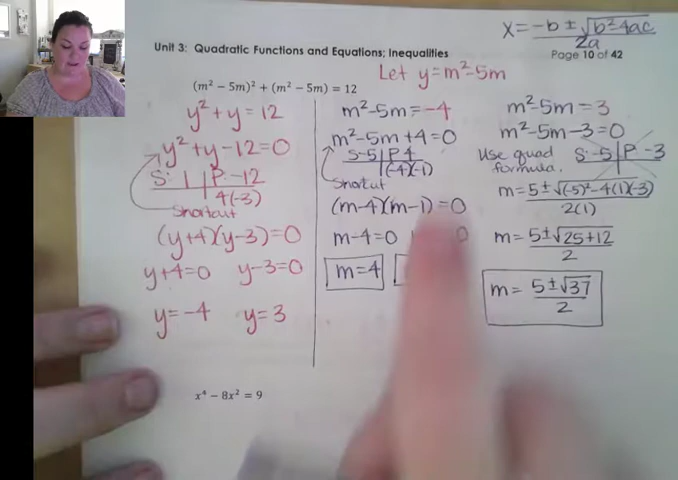 x = -b ± √b²-4ac
2a
Unit 3: Quadratic Functions and Equations; Inequalities
Page 10 of 42
Let y = m² - 5m
(m² – 5m)² + (m² – 5m) = 12
y² + y = 12
y² + y - 12 = 0
S: 1 | P: -12
4(-3)
Shortcut
(y+4)(y-3) = 0
y+4=0 y-3=0
y=-4 y=3
m²-5m = -4
m²-5m+4=0
S -5 | P 4
(-4)(-1)
Shortcut
(m-4)(m-1)=0
m-4=0
m=4
m²-5m = 3
m²-5m-3=0
Use quad formula.
S: -5 | P: -3
m = 5±√(-5)²-4(1)(-3)
2(1)
m = 5±√25+12
2
m = 5±√37
2
x⁴ – 8x² = 9